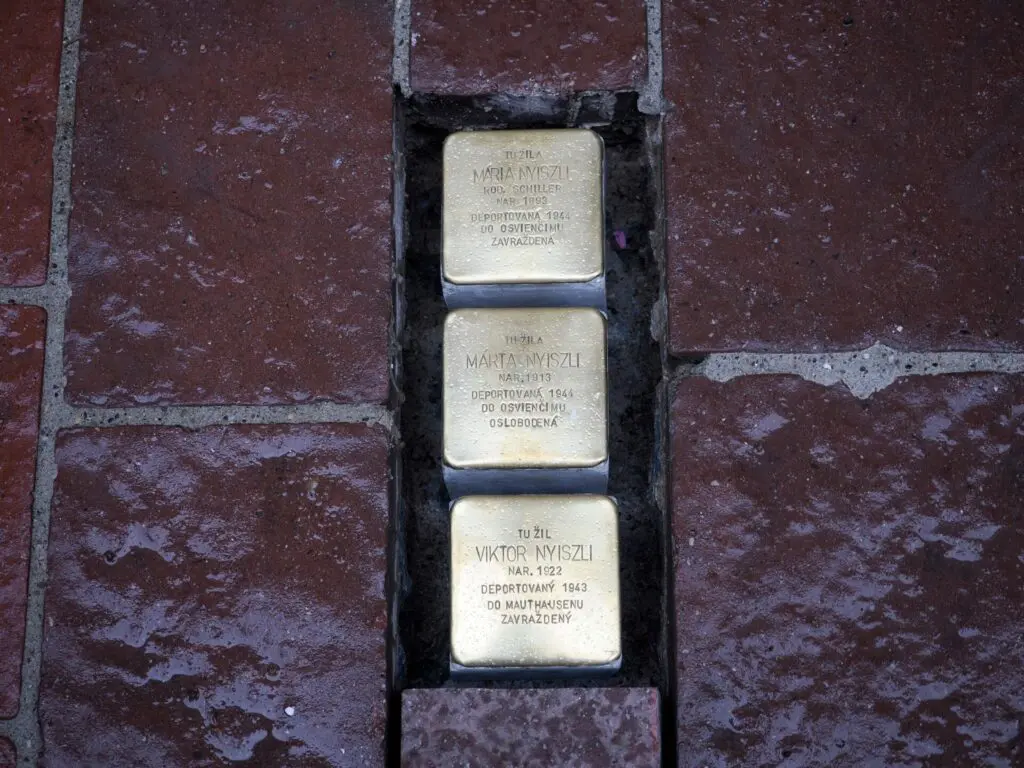 TU ŽILA
MÁRIA NYISZLI
ROD. SCHILLER
NAR. 1893
DEPORTOVANÁ 1944
DO OSVIENČIMU
ZAVRAŽDENÁ
TU ŽILA
MÁRTA NYISZLI
NAR. 1913
DEPORTOVANÁ 1944
DO OSVIENČIMU
OSLOBODENÁ
TU ŽIL
VIKTOR NYISZLI
NAR. 1922
DEPORTOVANÝ 1943
DO MAUTHAUSENU
ZAVRAŽDENÝ